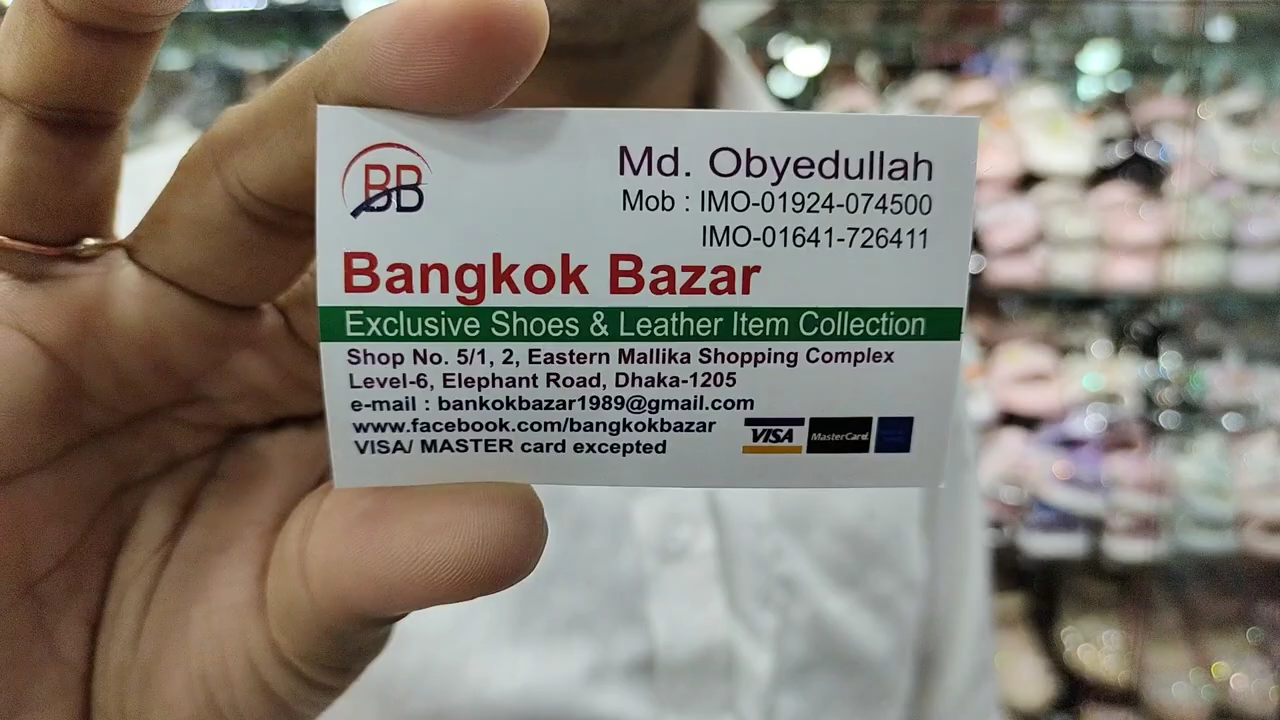 BB
Md. Obyedullah
Mob : IMO-01924-074500
IMO-01641-726411
Bangkok Bazar
Exclusive Shoes & Leather Item Collection
Shop No. 5/1, 2, Eastern Mallika Shopping Complex
Level-6, Elephant Road, Dhaka-1205
e-mail : bankokbazar1989@gmail.com
www.facebook.com/bangkokbazar
VISA/ MASTER card excepted
VISA
MasterCard